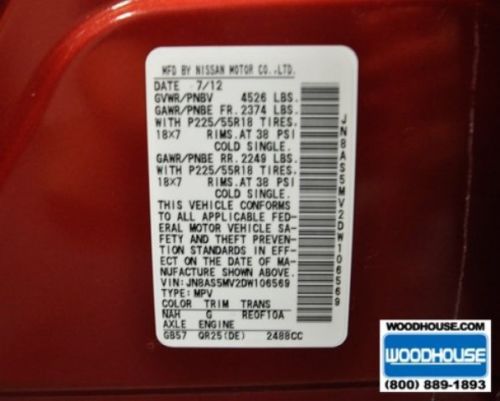 MFD BY NISSAN MOTOR CO.,LTD.
DATE 7/12
GVWR/PNBV 4526 LBS.
GAWR/PNBE FR.2374 LBS.
WITH P225/55R18 TIRES.
18X7 RIMS.AT 38 PSI
COLD SINGLE.
GAWR/PNBE RR.2249 LBS.
WITH P225/55R18 TIRES.
18X7 RIMS.AT 38 PSI
COLD SINGLE.
THIS VEHICLE CONFORMS
TO ALL APPLICABLE FED-
ERAL MOTOR VEHICLE SA-
FETY AND THEFT PREVEN-
TION STANDARDS IN EFF-
ECT ON THE DATE OF MA-
NUFACTURE SHOWN ABOVE.
VIN:JN8AS5MV2DW106569
TYPE:MPV
COLOR TRIM TRANS
NAH G RE0F10A
AXLE ENGINE
GB57 QR25(DE) 2488CC
JN8AS5MV2DW106569
WOODHOUSE.COM
WOODHOUSE
(800) 889-1893